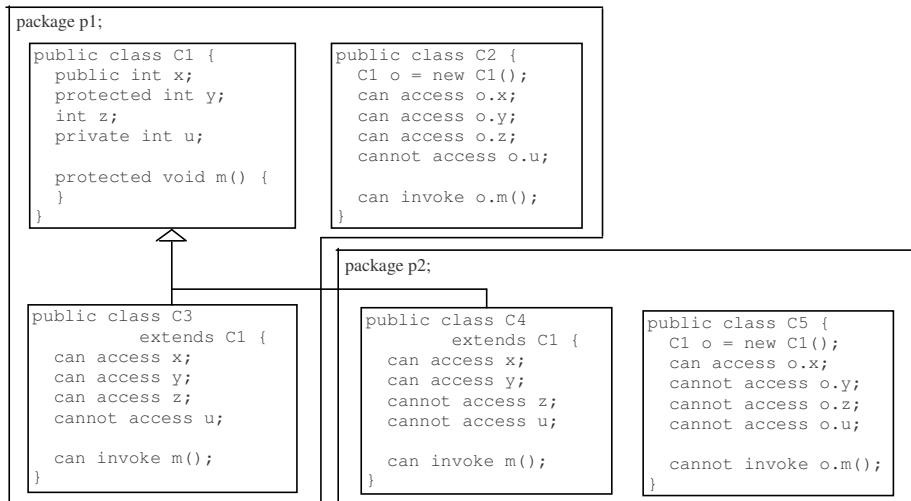 package p1;
public class C1 {
public int x;
protected int y;
int z;
private int u;
protected void m() {
}
}
public class C2 {
C1 o = new C1();
can access o.x;
can access o.y;
can access o.z;
cannot access o.u;
can invoke o.m();
}
public class C3
extends C1 {
can access x;
can access y;
can access z;
cannot access u;
can invoke m();
}
package p2;
public class C4
extends C1 {
can access x;
can access y;
cannot access z;
cannot access u;
can invoke m();
}
public class C5 {
C1 o = new C1();
can access o.x;
cannot access o.y;
cannot access o.z;
cannot access o.u;
cannot invoke o.m();
}